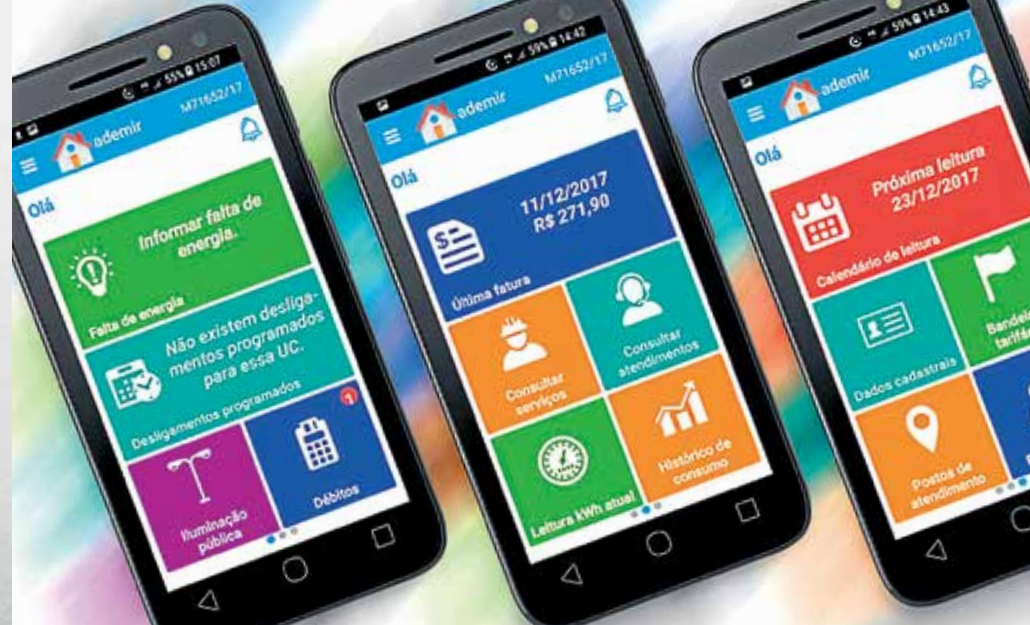 55% 15:07
ademir
M71652/17
Olá
Informar falta de
energia.
Falta de energia
Não existem desliga-
mentos programados
para essa UC.
Desligamentos programados
Iluminação
pública
Débitos
59% 14:42
ademir
M71652/17
Olá
11/12/2017
R$ 271,90
Última fatura
Consultar
serviços
Consultar
atendimentos
Leitura kWh atual
Histórico de
consumo
59% 14:43
ademir
M71652/17
Olá
Próxima leitura
23/12/2017
Calendário de leitura
Dados cadastrais
Bandei
tarifá
Postos de
atendimento